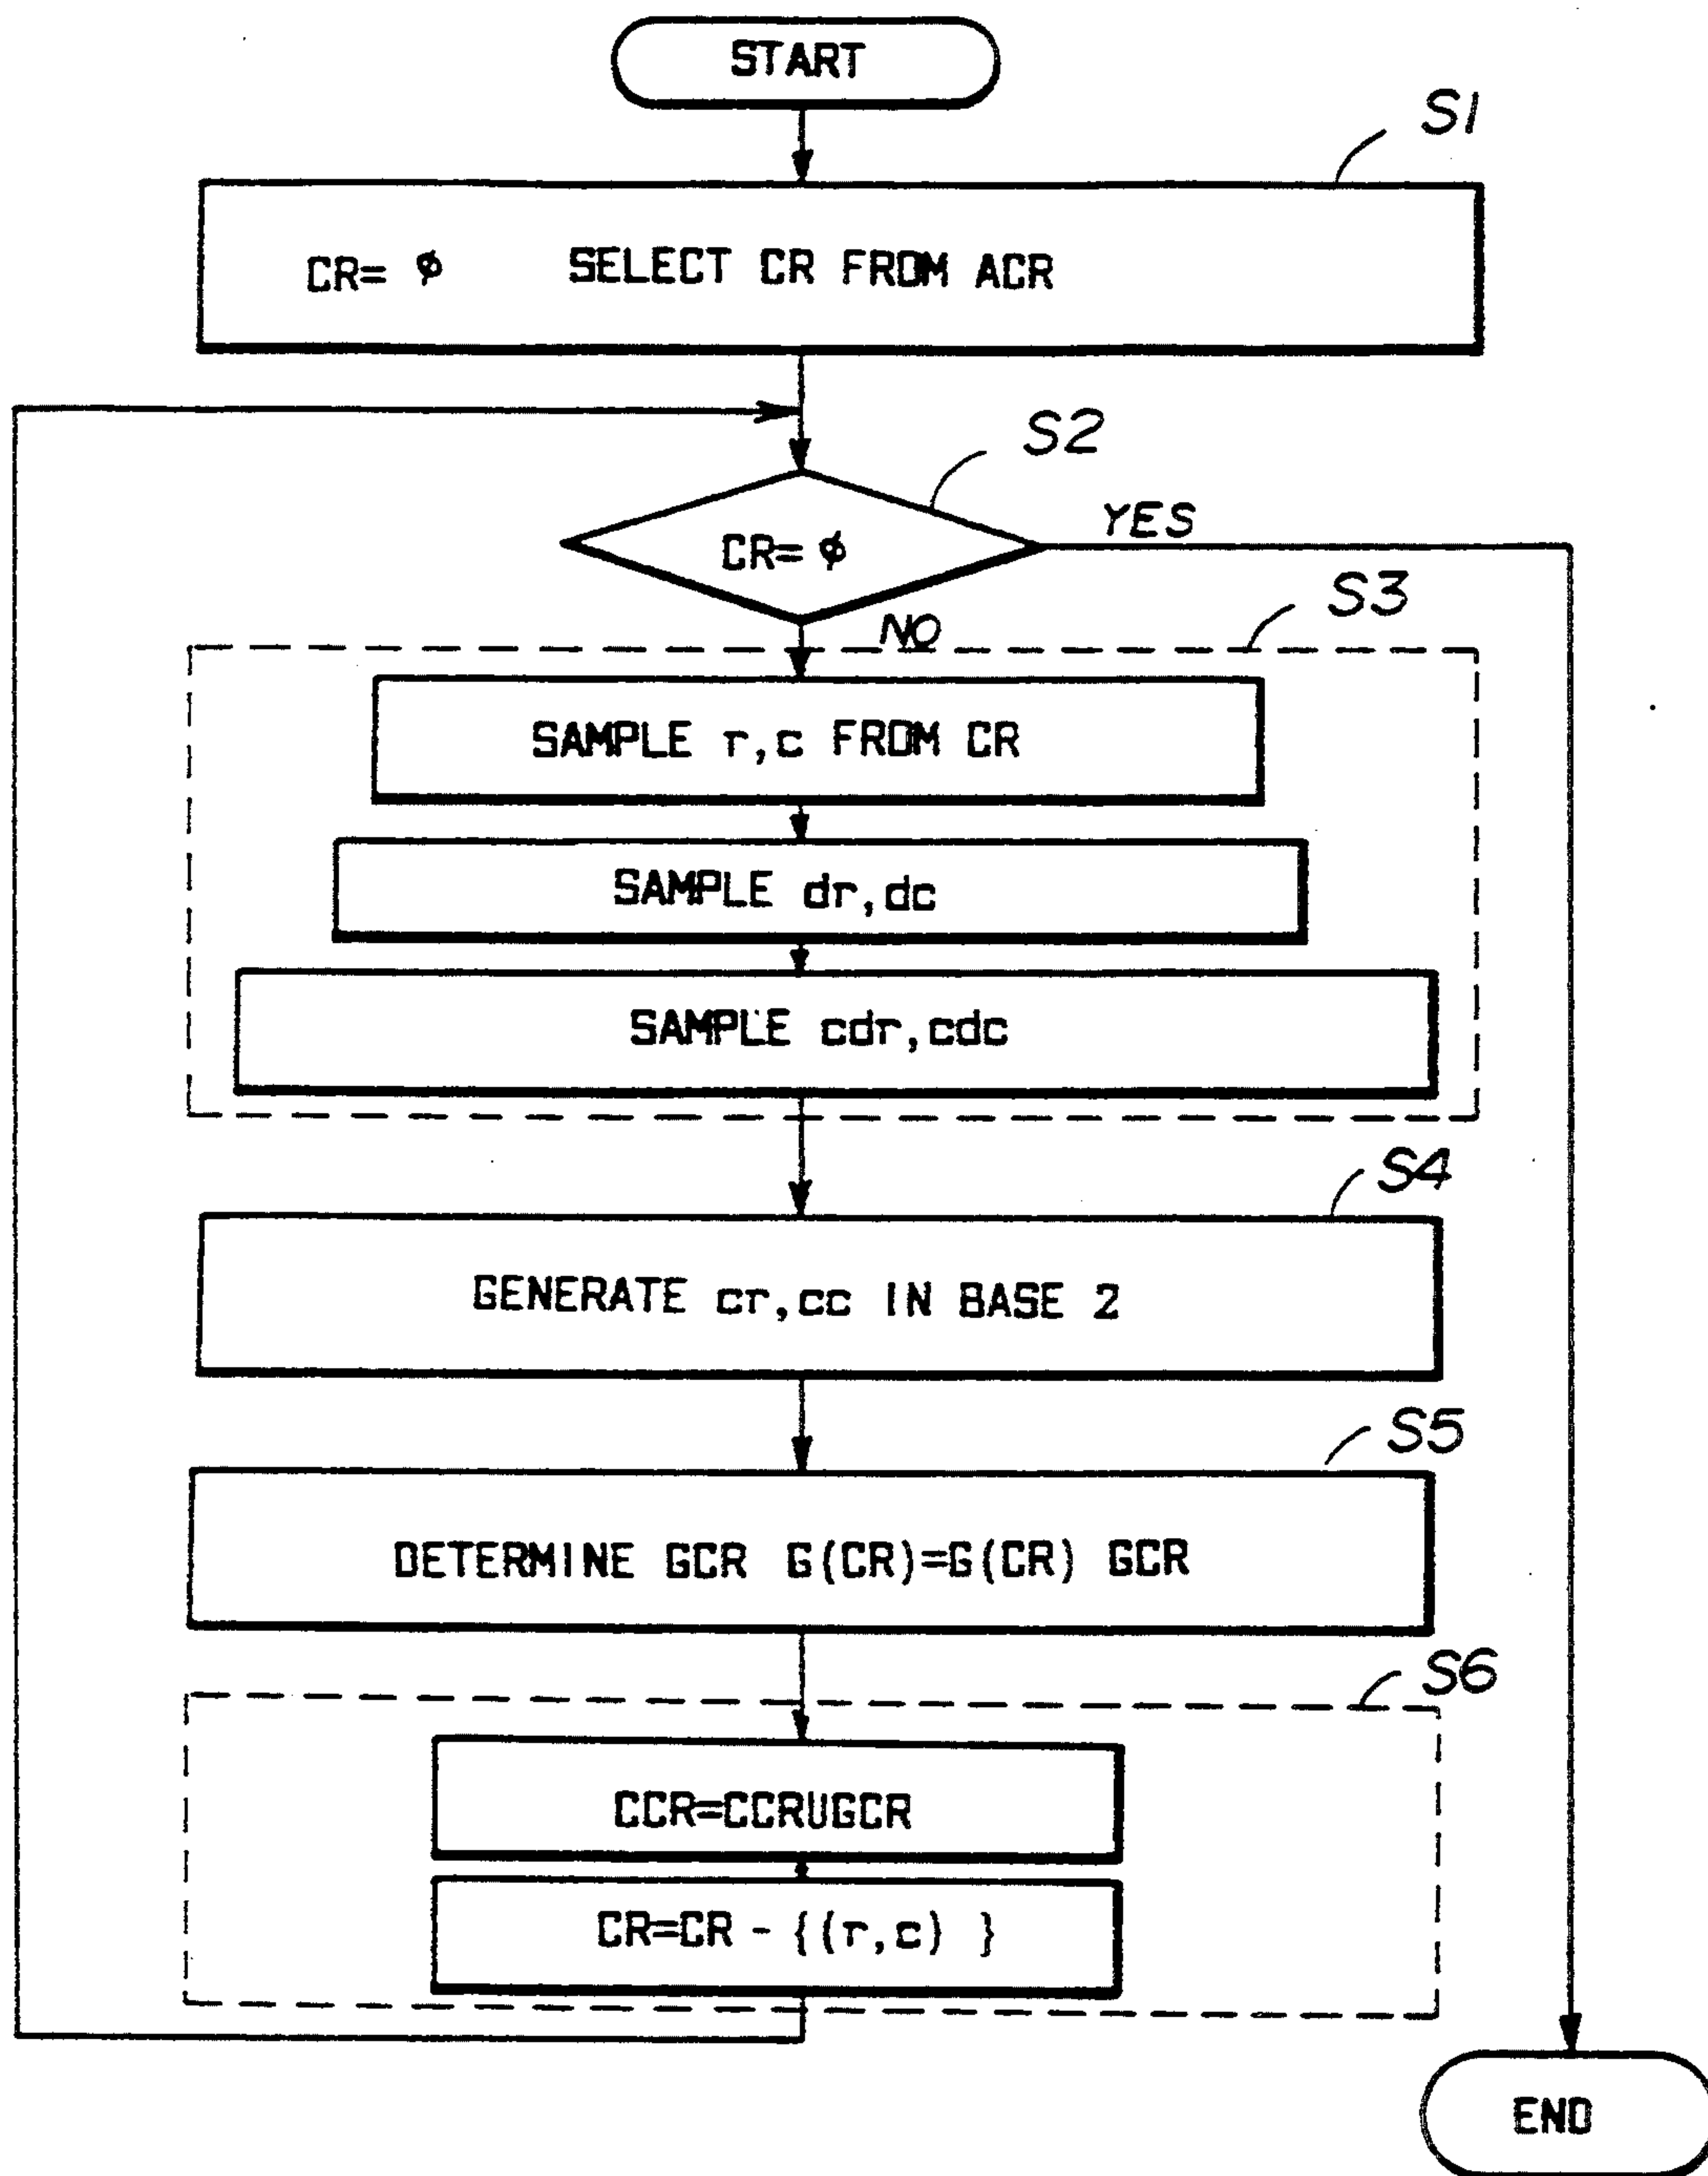 START
S1
CR= ϕ SELECT CR FROM ACR
S2
CR= ϕ
YES
NO
S3
SAMPLE r,c FROM CR
SAMPLE dr,dc
SAMPLE cdr,cdc
S4
GENERATE cr,cc IN BASE 2
S5
DETERMINE GCR G(CR)=G(CR) GCR
S6
CCR=CCRUGCR
CR=CR - {(r,c) }
END